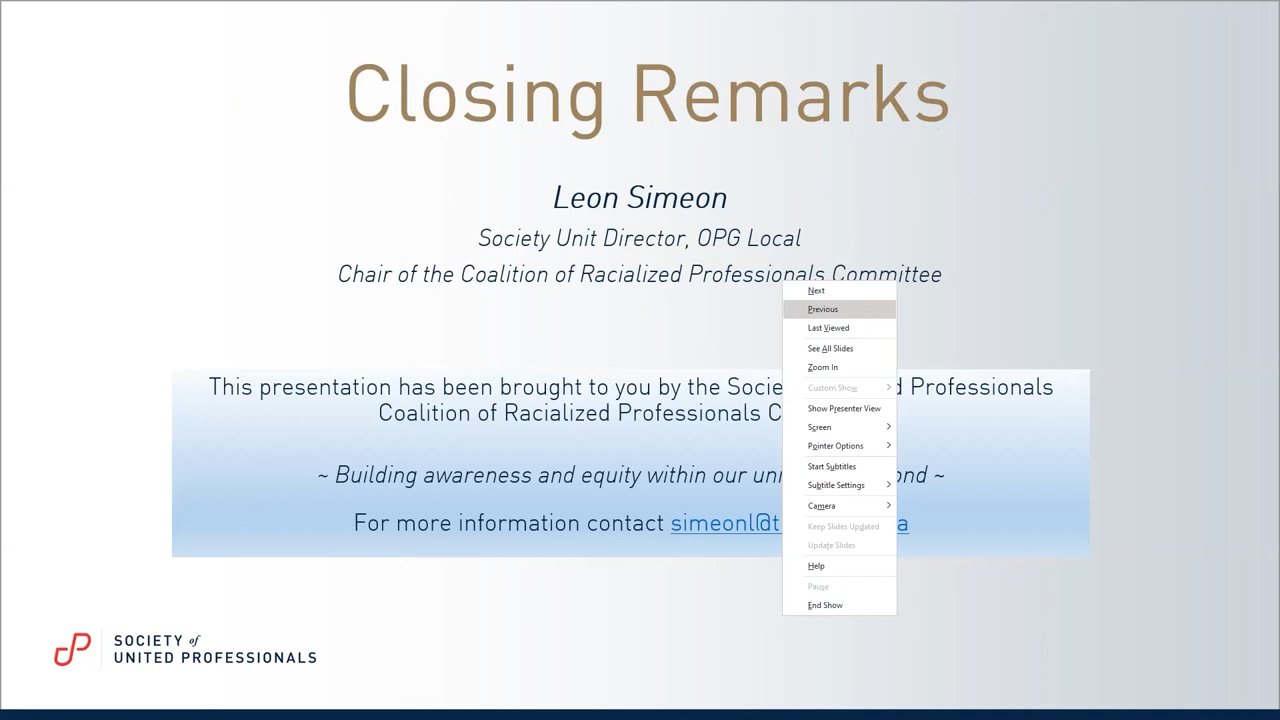 Closing Remarks
Leon Simeon
Society Unit Director, OPG Local
Chair of the Coalition of Racialized Professionals Committee
This presentation has been brought to you by the Professionals
Coalition of Racialized Professionals
~ Building awareness and equity within our ~
For more information contact
Next
Previous
Last Viewed
See All Slides
Zoom In
Custom Show
Show Presenter View
Screen
Pointer Options
Start Subtitles
Subtitle Settings
Camera
Keep Slides Updated
Update Slides
Help
Pause
End Show
SOCIETY of
UNITED PROFESSIONALS